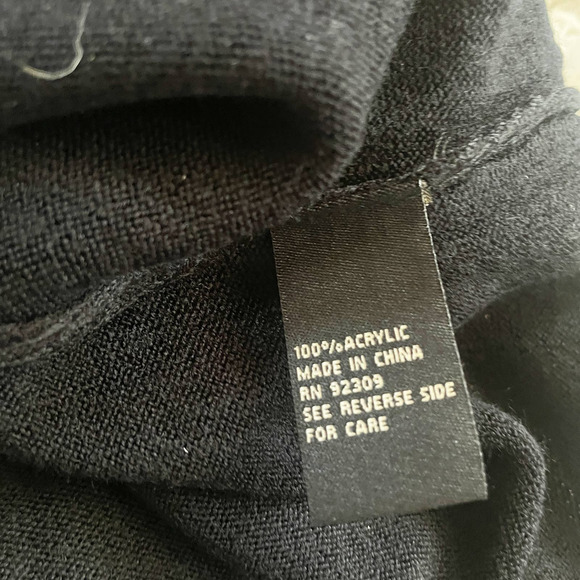 100%ACRYLIC
MADE IN CHINA
RN 92309
SEE REVERSE SIDE
FOR CARE